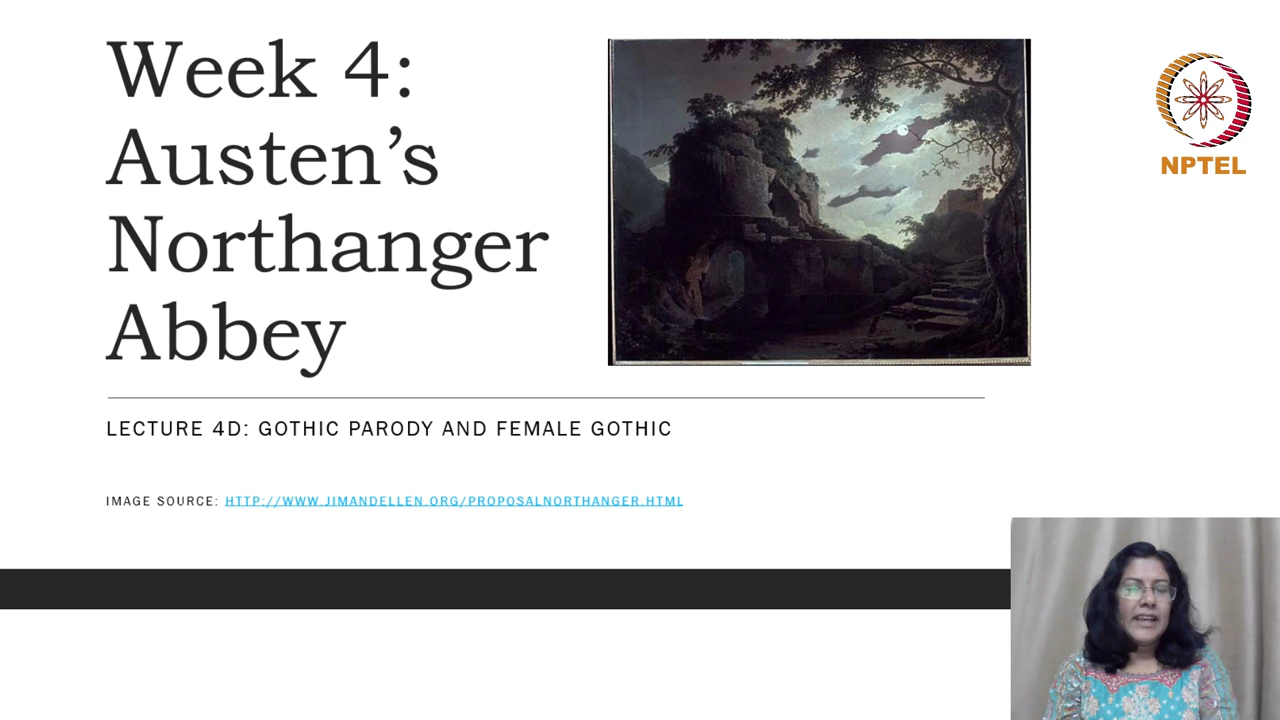 Week 4:
Austen’s
Northanger
Abbey
NPTEL
LECTURE 4D: GOTHIC PARODY AND FEMALE GOTHIC
IMAGE SOURCE: HTTP://WWW.JIMANDELLEN.ORG/PROPOSALNORTHANGER.HTML